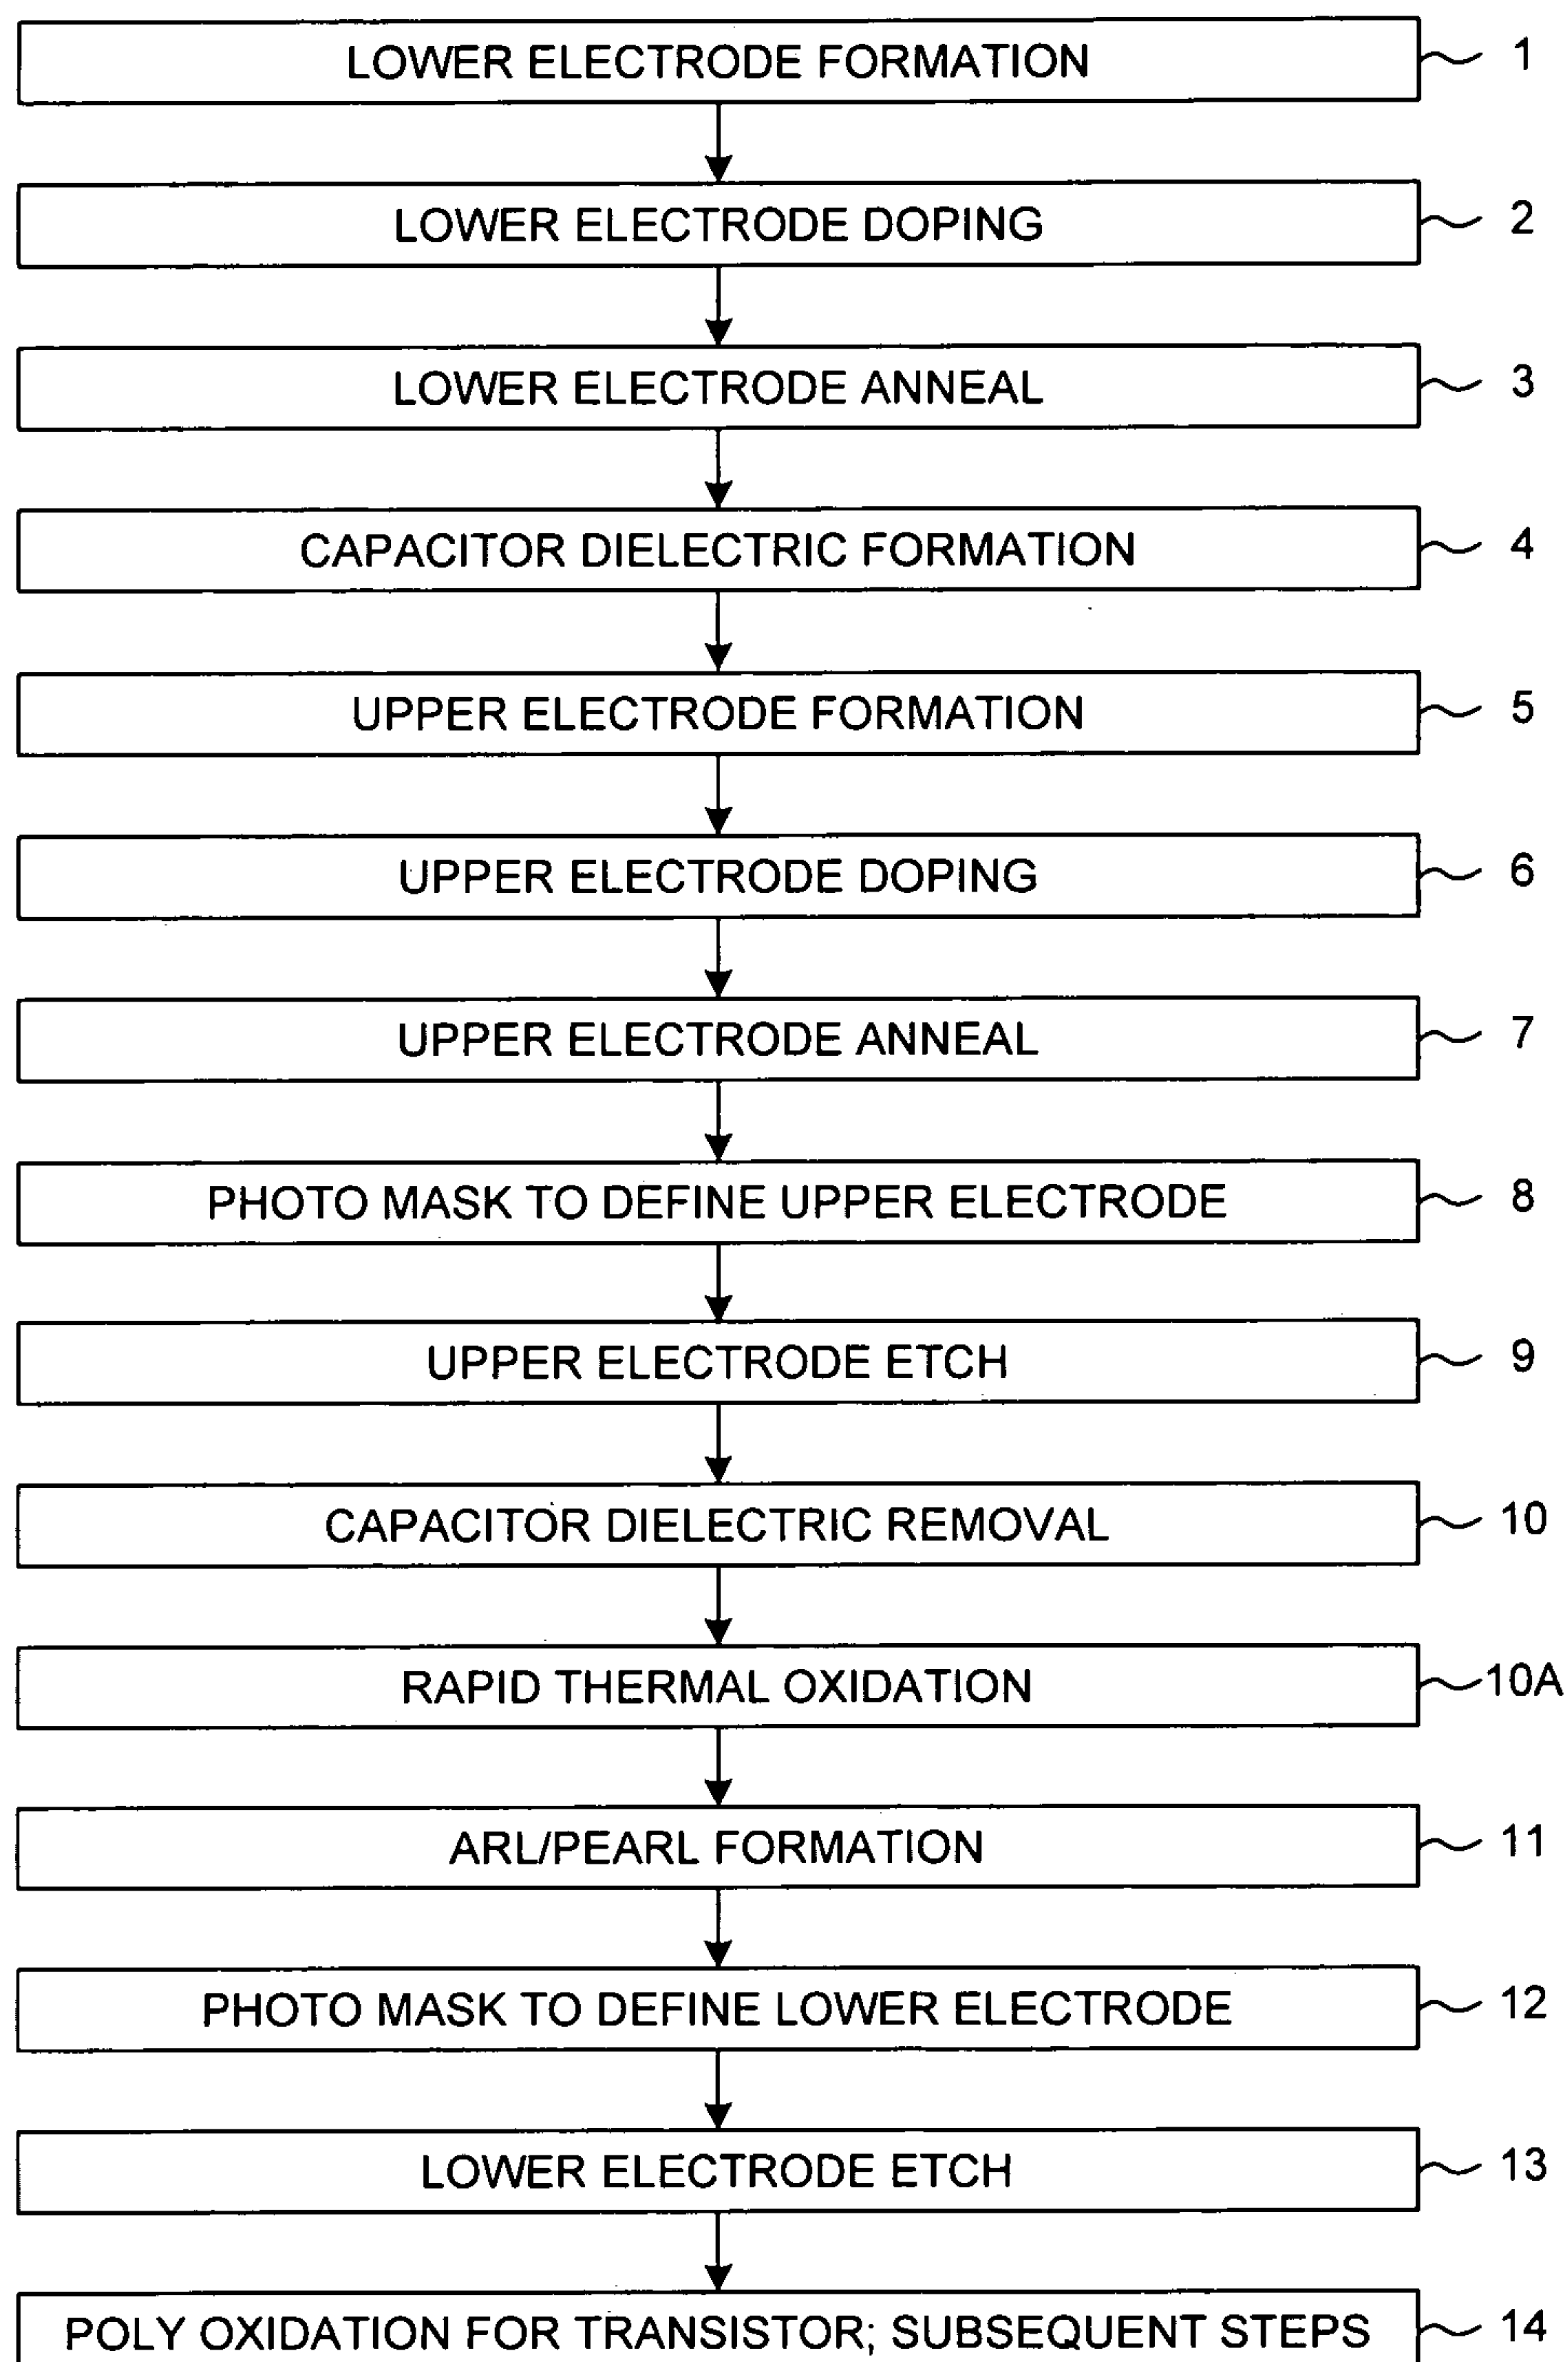 LOWER ELECTRODE FORMATION 1
LOWER ELECTRODE DOPING 2
LOWER ELECTRODE ANNEAL 3
CAPACITOR DIELECTRIC FORMATION 4
UPPER ELECTRODE FORMATION 5
UPPER ELECTRODE DOPING 6
UPPER ELECTRODE ANNEAL 7
PHOTO MASK TO DEFINE UPPER ELECTRODE 8
UPPER ELECTRODE ETCH 9
CAPACITOR DIELECTRIC REMOVAL 10
RAPID THERMAL OXIDATION 10A
ARL/PEARL FORMATION 11
PHOTO MASK TO DEFINE LOWER ELECTRODE 12
LOWER ELECTRODE ETCH 13
POLY OXIDATION FOR TRANSISTOR; SUBSEQUENT STEPS 14